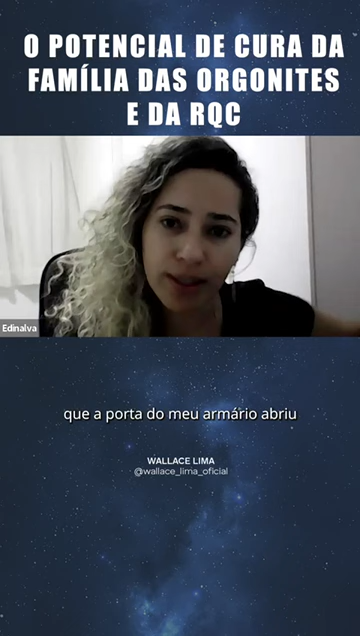 O POTENCIAL DE CURA DA
FAMÍLIA DAS ORGONITES
E DA RQC
Edinalva
que a porta do meu armário abriu
WALLACE LIMA
@wallace_lima_oficial